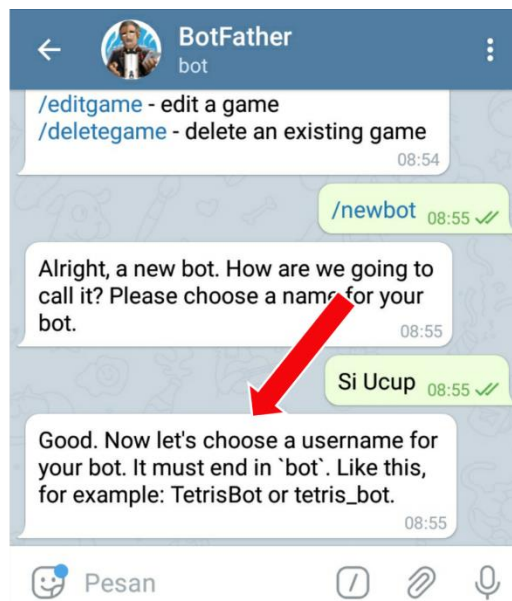 BotFather
bot
/editgame - edit a game
/deletegame - delete an existing game
08:54
/newbot 08:55
Alright, a new bot. How are we going to
call it? Please choose a name for your
bot.
08:55
Si Ucup 08:55
Good. Now let's choose a username for
your bot. It must end in `bot`. Like this,
for example: TetrisBot or tetris_bot.
08:55
Pesan